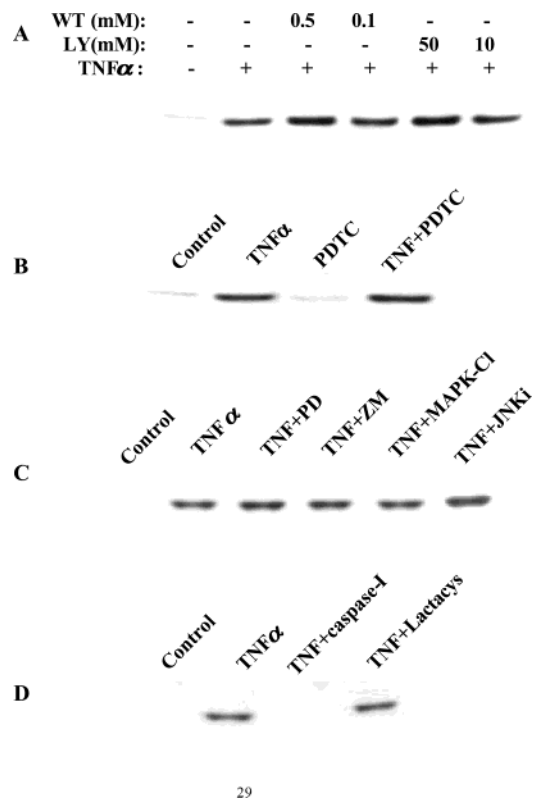 WT (mM): - - 0.5 0.1 - -
A
LY(mM): - - - - 50 10
TNFα: - + + + + +
Control TNFα PDTC TNF+PDTC
B
Control TNFα TNF+PD TNF+ZM TNF+MAPK-CI TNF+JNKi
C
Control TNFα TNF+caspase-I TNF+Lactacys
D
29